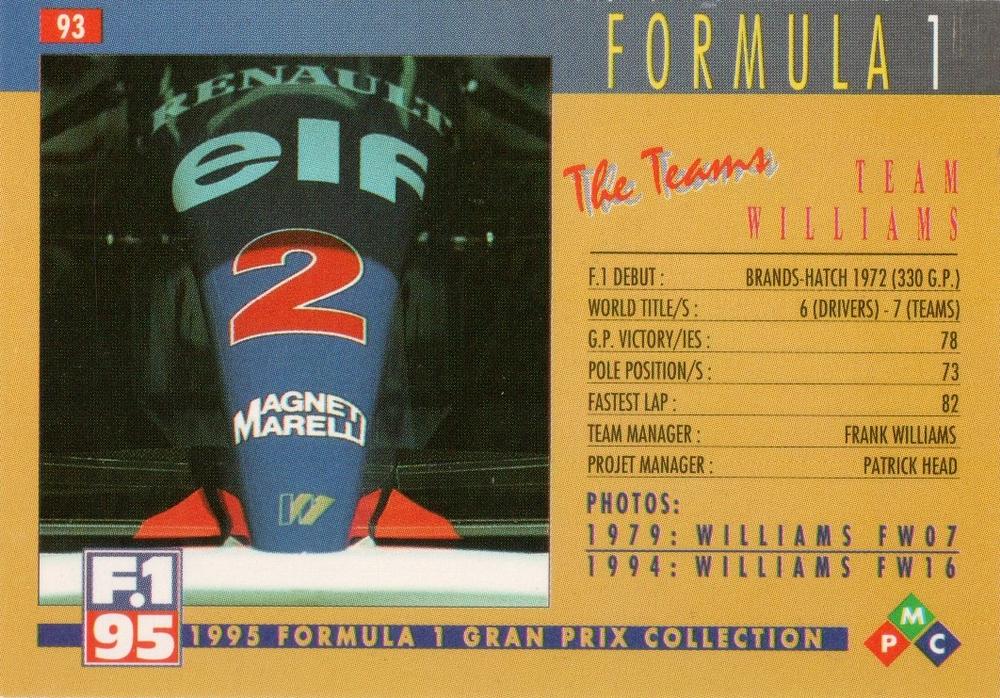 93
FORMULA 1
RENAULT
elf
2
MAGNETI
MARELLI
The Teams
TEAM
WILLIAMS
F.1 DEBUT : BRANDS-HATCH 1972 (330 G.P.)
WORLD TITLE/S : 6 (DRIVERS) - 7 (TEAMS)
G.P. VICTORY/IES : 78
POLE POSITION/S : 73
FASTEST LAP : 82
TEAM MANAGER : FRANK WILLIAMS
PROJET MANAGER : PATRICK HEAD
PHOTOS:
1979: WILLIAMS FW07
1994: WILLIAMS FW16
F.1
95
1995 FORMULA 1 GRAN PRIX COLLECTION
M
P C